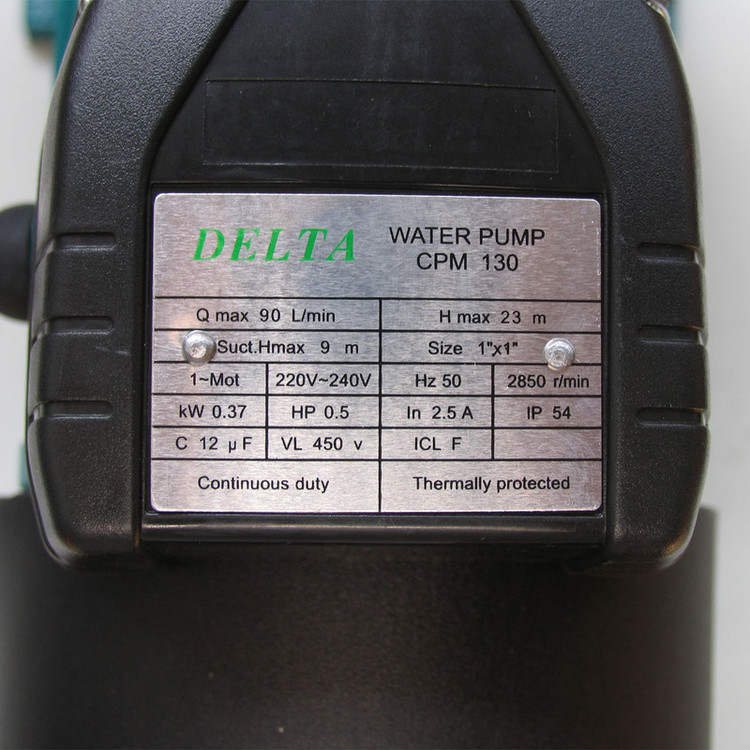 DELTA WATER PUMP
CPM 130
Q max 90 L/min H max 23 m
Suct.Hmax 9 m Size 1"x1"
1~Mot 220V~240V Hz 50 2850 r/min
kW 0.37 HP 0.5 In 2.5 A IP 54
C 12 µF VL 450 v ICL F
Continuous duty Thermally protected